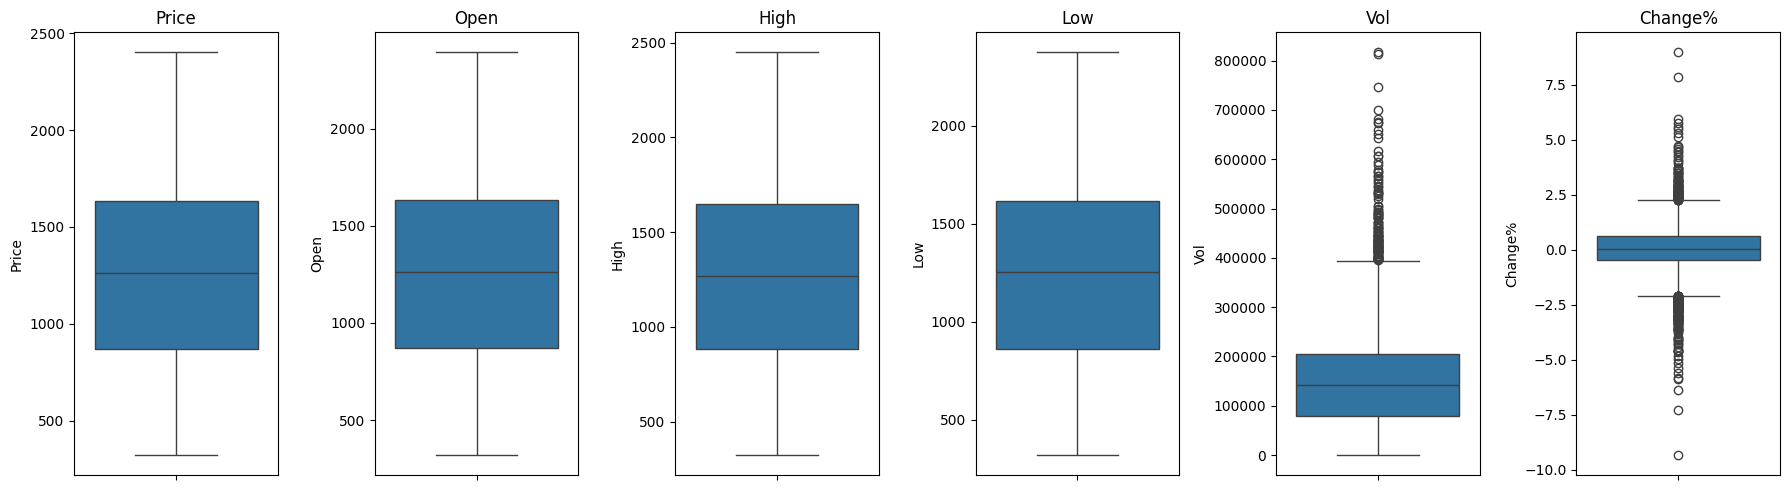 Price
Open
High
Low
Vol
Change%
Price
2500
2000
1500
1000
500
Open
2000
1500
1000
500
High
2500
2000
1500
1000
500
Low
2000
1500
1000
500
Vol
800000
700000
600000
500000
400000
300000
200000
100000
0
Change%
7.5
5.0
2.5
0.0
−2.5
−5.0
−7.5
−10.0